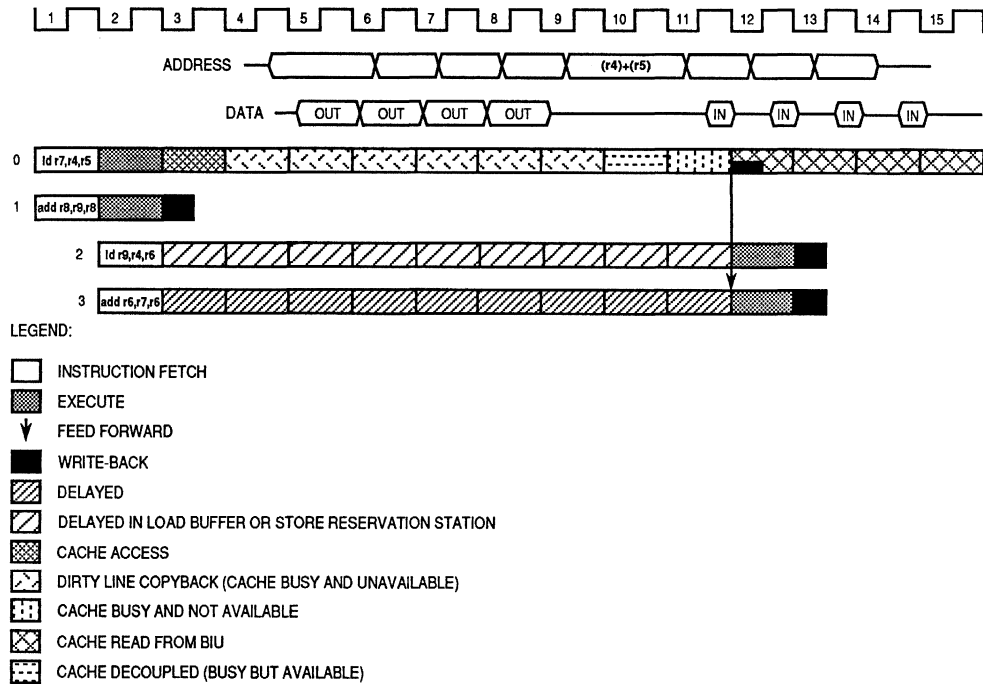 1 2 3 4 5 6 7 8 9 10 11 12 13 14 15
ADDRESS (r4)+(r5)
DATA OUT OUT OUT OUT IN IN IN IN
0 ld r7,r4,r5
1 add r8,r9,r8
2 ld r9,r4,r6
3 add r6,r7,r6
LEGEND:
INSTRUCTION FETCH
EXECUTE
FEED FORWARD
WRITE-BACK
DELAYED
DELAYED IN LOAD BUFFER OR STORE RESERVATION STATION
CACHE ACCESS
DIRTY LINE COPYBACK (CACHE BUSY AND UNAVAILABLE)
CACHE BUSY AND NOT AVAILABLE
CACHE READ FROM BIU
CACHE DECOUPLED (BUSY BUT AVAILABLE)